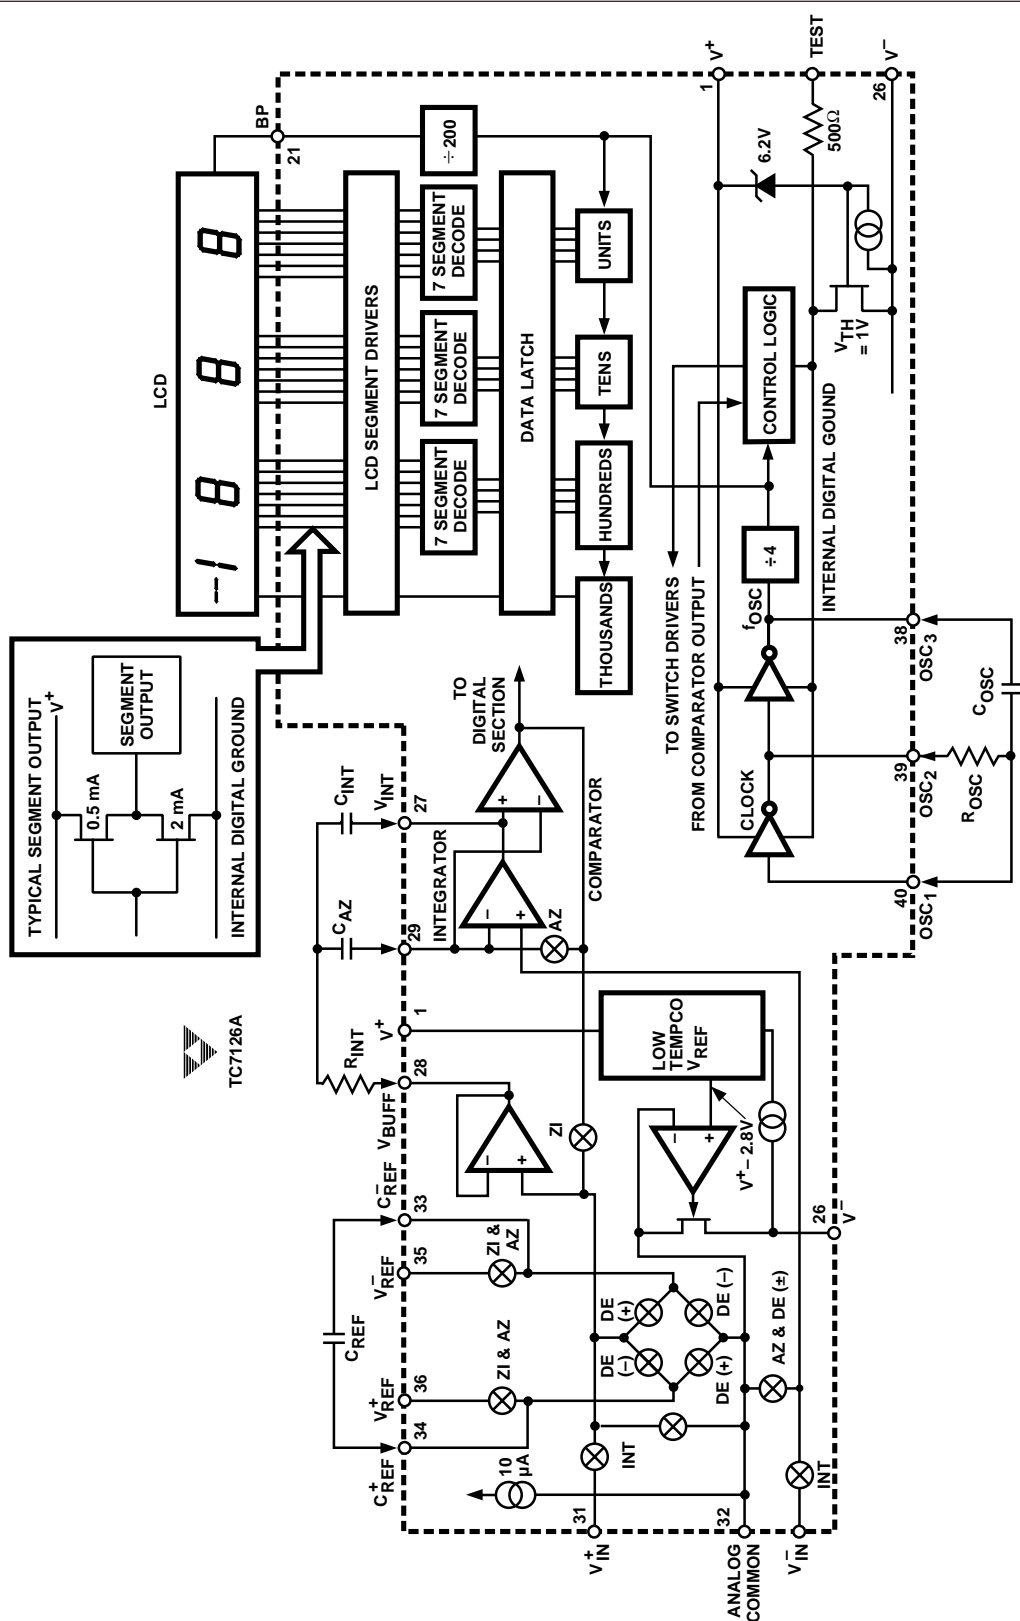 TC7126A
TYPICAL SEGMENT OUTPUT
V+
0.5 mA
2 mA
SEGMENT
OUTPUT
INTERNAL DIGITAL GROUND
LCD
BP
21
LCD SEGMENT DRIVERS
7 SEGMENT
DECODE
7 SEGMENT
DECODE
7 SEGMENT
DECODE
÷ 200
DATA LATCH
THOUSANDS
HUNDREDS
TENS
UNITS
C+REF
34
V+REF
36
CREF
V–REF
35
C–REF
33
VBUFF
28
RINT
V+
1
CAZ
29
CINT
VINT
27
INTEGRATOR
TO
DIGITAL
SECTION
COMPARATOR
– +
– +
+ –
AZ
ZI
ZI & AZ
ZI &
AZ
10
µA
31
V+IN
INT
DE
(–)
DE
(+)
DE (+)
DE (–)
32
ANALOG
COMMON
AZ & DE (±)
V–IN
INT
LOW
TEMPCO
VREF
– +
V+ – 2.8V
26
V–
TO SWITCH DRIVERS
FROM COMPARATOR OUTPUT
CLOCK
fOSC
÷4
CONTROL LOGIC
INTERNAL DIGITAL GOUND
VTH
= 1V
6.2V
500Ω
1
V+
TEST
26
V–
40
OSC1
39
OSC2
38
OSC3
ROSC
COSC